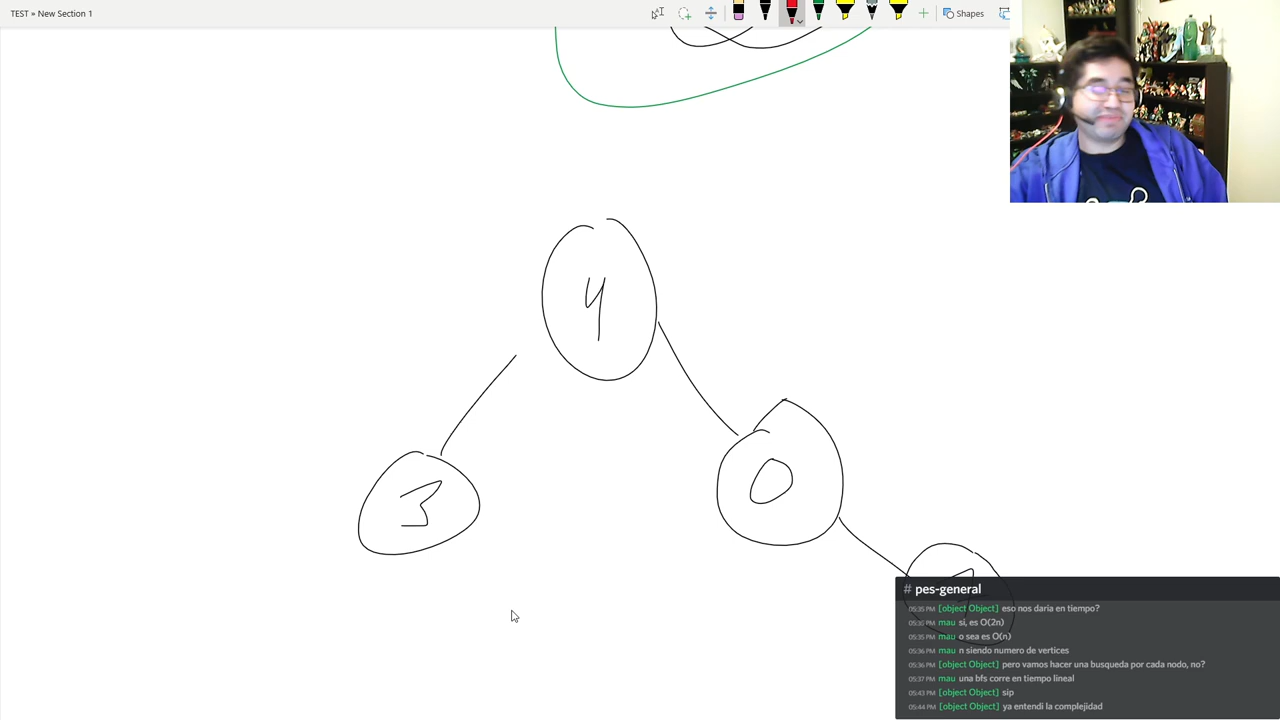 TEST » New Section 1
Shapes
4
3
0
# pes-general
05:35 PM [object Object] eso nos daria en tiempo?
05:35 PM mau si, es O(2n)
05:35 PM mau o sea es O(n)
05:36 PM mau n siendo numero de vertices
05:36 PM [object Object] pero vamos hacer una busqueda por cada nodo, no?
05:37 PM mau una bfs corre en tiempo lineal
05:43 PM [object Object] sip
05:44 PM [object Object] ya entendi la complejidad